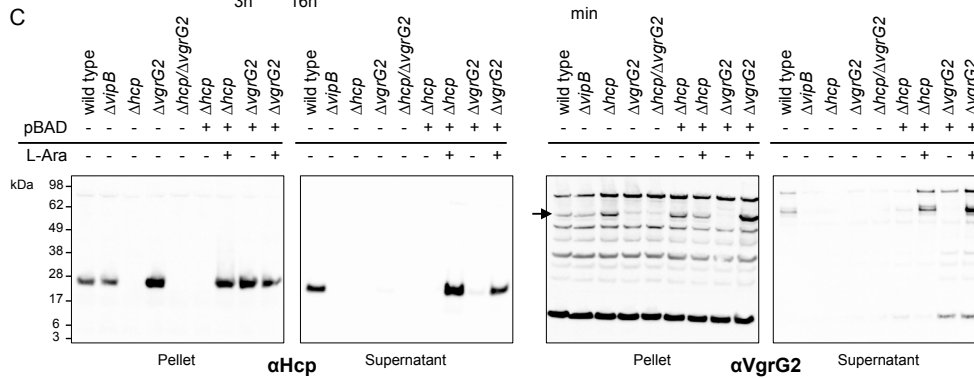 3h 16h min
C
wild type ΔvipB Δhcp ΔvgrG2 Δhcp/ΔvgrG2 Δhcp Δhcp ΔvgrG2 ΔvgrG2 wild type ΔvipB Δhcp ΔvgrG2 Δhcp/ΔvgrG2 Δhcp Δhcp ΔvgrG2 ΔvgrG2 wild type ΔvipB Δhcp ΔvgrG2 Δhcp/ΔvgrG2 Δhcp Δhcp ΔvgrG2 ΔvgrG2 wild type ΔvipB Δhcp ΔvgrG2 Δhcp/ΔvgrG2 Δhcp Δhcp ΔvgrG2 ΔvgrG2
pBAD - - - - - + + + + - - - - - + + + + - - - - - + + + + - - - - - + + + +
L-Ara - - - - - - + - + - - - - - - + - + - - - - - - + - + - - - - - - + - +
kDa
98
62
49
38
28
17
6
3
Pellet Supernatant Pellet Supernatant
αHcp αVgrG2